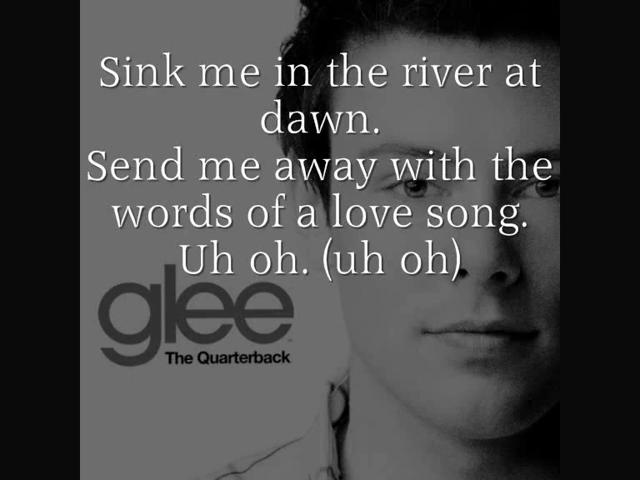 Sink me in the river at
dawn.
Send me away with the
words of a love song.
Uh oh. (uh oh)
glee
The Quarterback